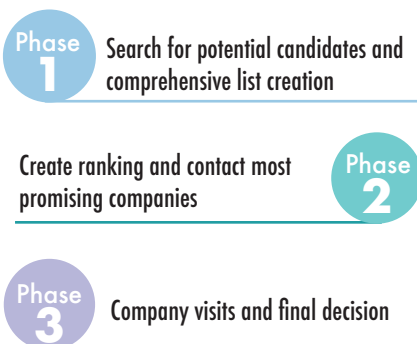 Phase
1
Search for potential candidates and
comprehensive list creation
Create ranking and contact most
promising companies
Phase
2
Phase
3
Company visits and final decision